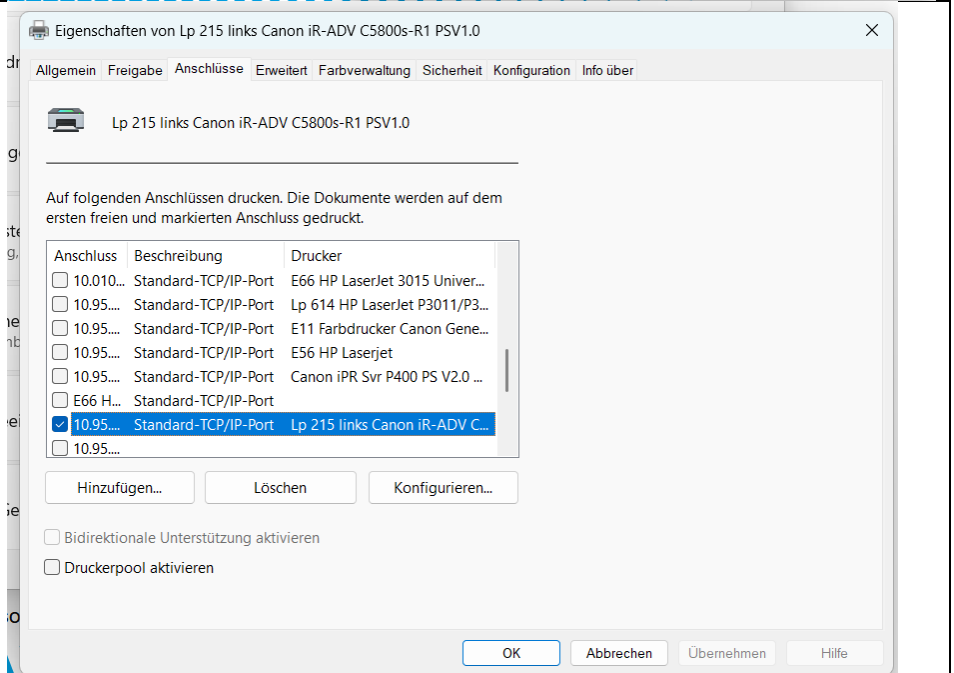 Eigenschaften von Lp 215 links Canon iR-ADV C5800s-R1 PSV1.0
Allgemein Freigabe Anschlüsse Erweitert Farbverwaltung Sicherheit Konfiguration Info über
Lp 215 links Canon iR-ADV C5800s-R1 PSV1.0
Auf folgenden Anschlüssen drucken. Die Dokumente werden auf dem
ersten freien und markierten Anschluss gedruckt.
Anschluss Beschreibung Drucker
10.010... Standard-TCP/IP-Port E66 HP LaserJet 3015 Univer...
10.95.... Standard-TCP/IP-Port Lp 614 HP LaserJet P3011/P3...
10.95.... Standard-TCP/IP-Port E11 Farbdrucker Canon Gene...
10.95.... Standard-TCP/IP-Port E56 HP Laserjet
10.95.... Standard-TCP/IP-Port Canon iPR Svr P400 PS V2.0 ...
E66 H... Standard-TCP/IP-Port
10.95.... Standard-TCP/IP-Port Lp 215 links Canon iR-ADV C...
10.95....
Hinzufügen... Löschen Konfigurieren...
Bidirektionale Unterstützung aktivieren
Druckerpool aktivieren
OK Abbrechen Übernehmen Hilfe